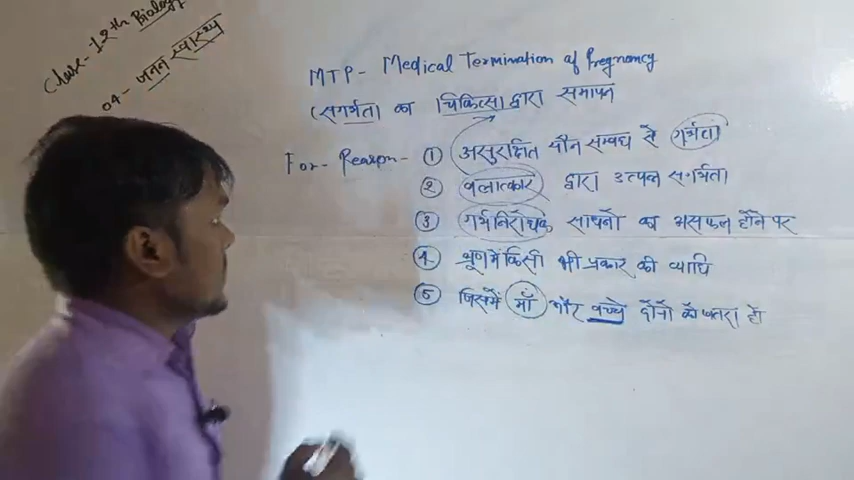 Class- 12th Biology
04- जनन स्वास्थ्य
MTP- Medical Termination of Pregnancy
(सगर्भता का चिकित्सा द्वारा समापन
For- Reason- ① असुरक्षित यौन सम्बध से गर्भता
② बलात्कार द्वारा उत्पन्न सगर्भिता
③ गर्भनिरोधक साधनों का असफल होने पर
④ भ्रूण में किसी भी प्रकार की व्याधि
⑤ जिसमें माँ और बच्चे दोनों को खतरा हो